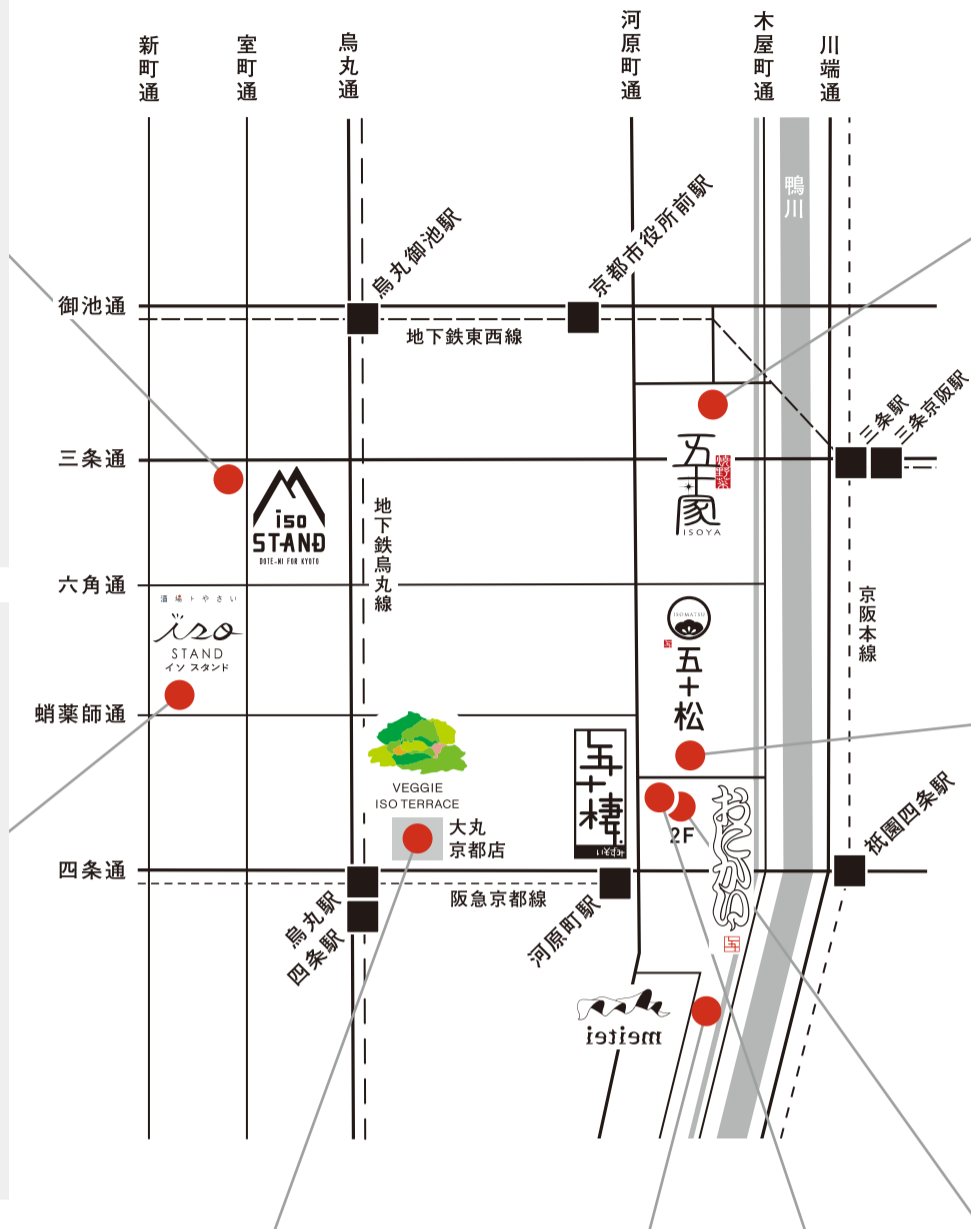 新町通
室町通
烏丸通
河原町通
木屋町通
川端通
鴨川
烏丸御池駅
京都市役所前駅
御池通
地下鉄東西線
三条駅
三条京阪駅
三条通
iso
STAND
DOTE-NI FOR KYOTO
地下鉄烏丸線
五十家
炊野菜
ISOYA
六角通
酒場トやさい
iso
STAND
イソ スタンド
ISOMATSU
五十松
京阪本線
蛸薬師通
VEGGIE
ISO TERRACE
大丸
京都店
五十棲
2F
おにかい
祇園四条駅
四条通
阪急京都線
烏丸駅
四条駅
河原町駅
meitei